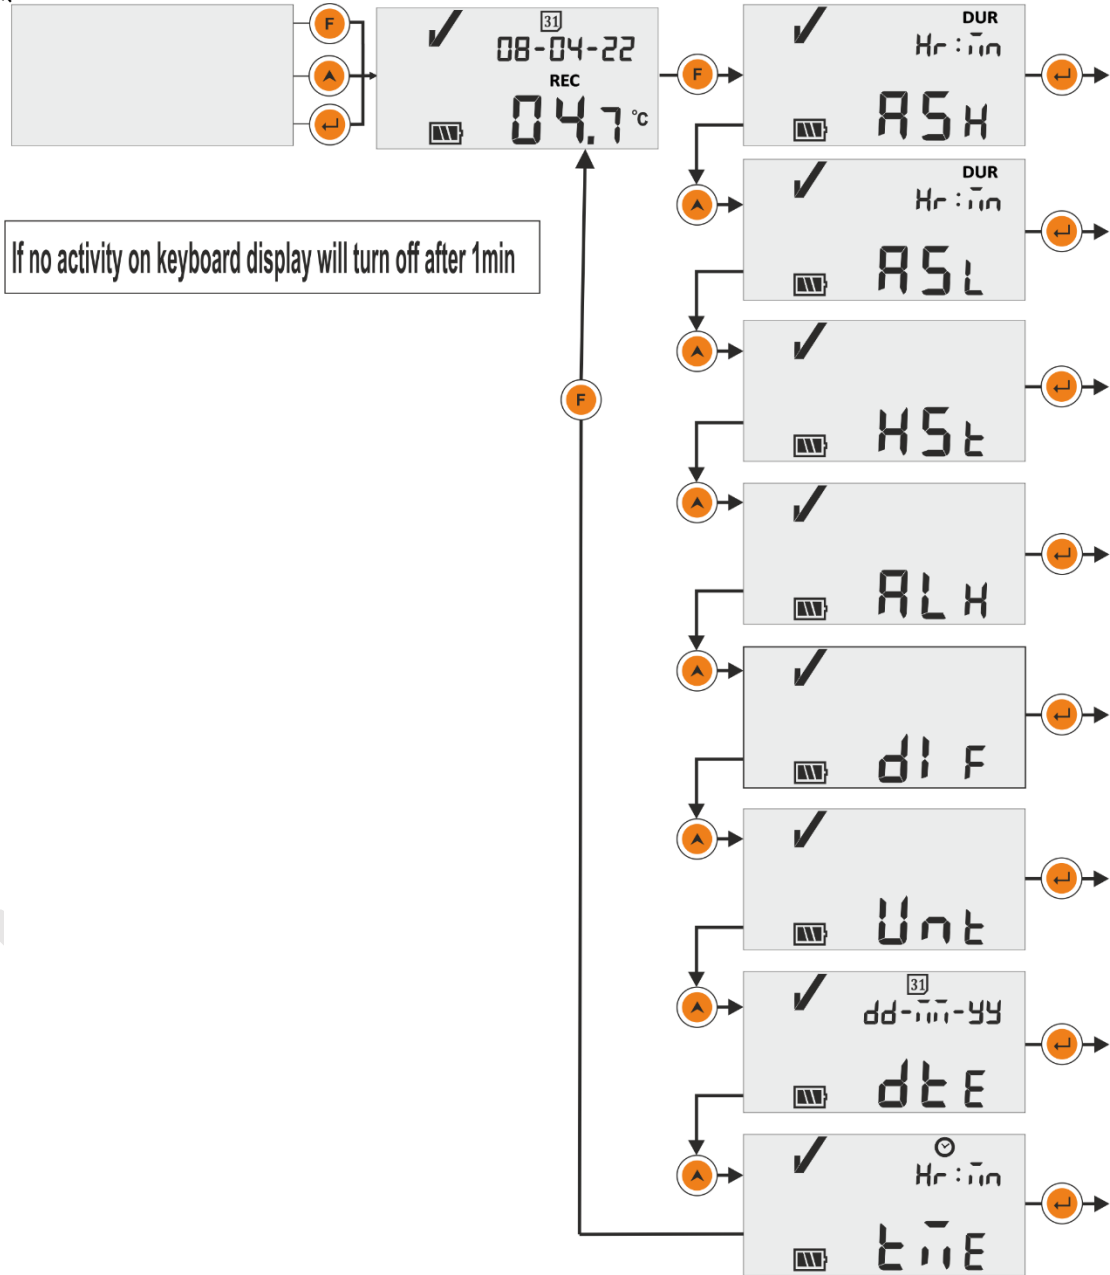 F
31
08-04-22
REC
04.7 °C
F
DUR
Hr:mn
ASH
DUR
Hr:mn
ASL
If no activity on keyboard display will turn off after 1min
HSt
F
ALH
dIF
Unt
31
dd-mm-yy
dtE
Hr:mn
tmE